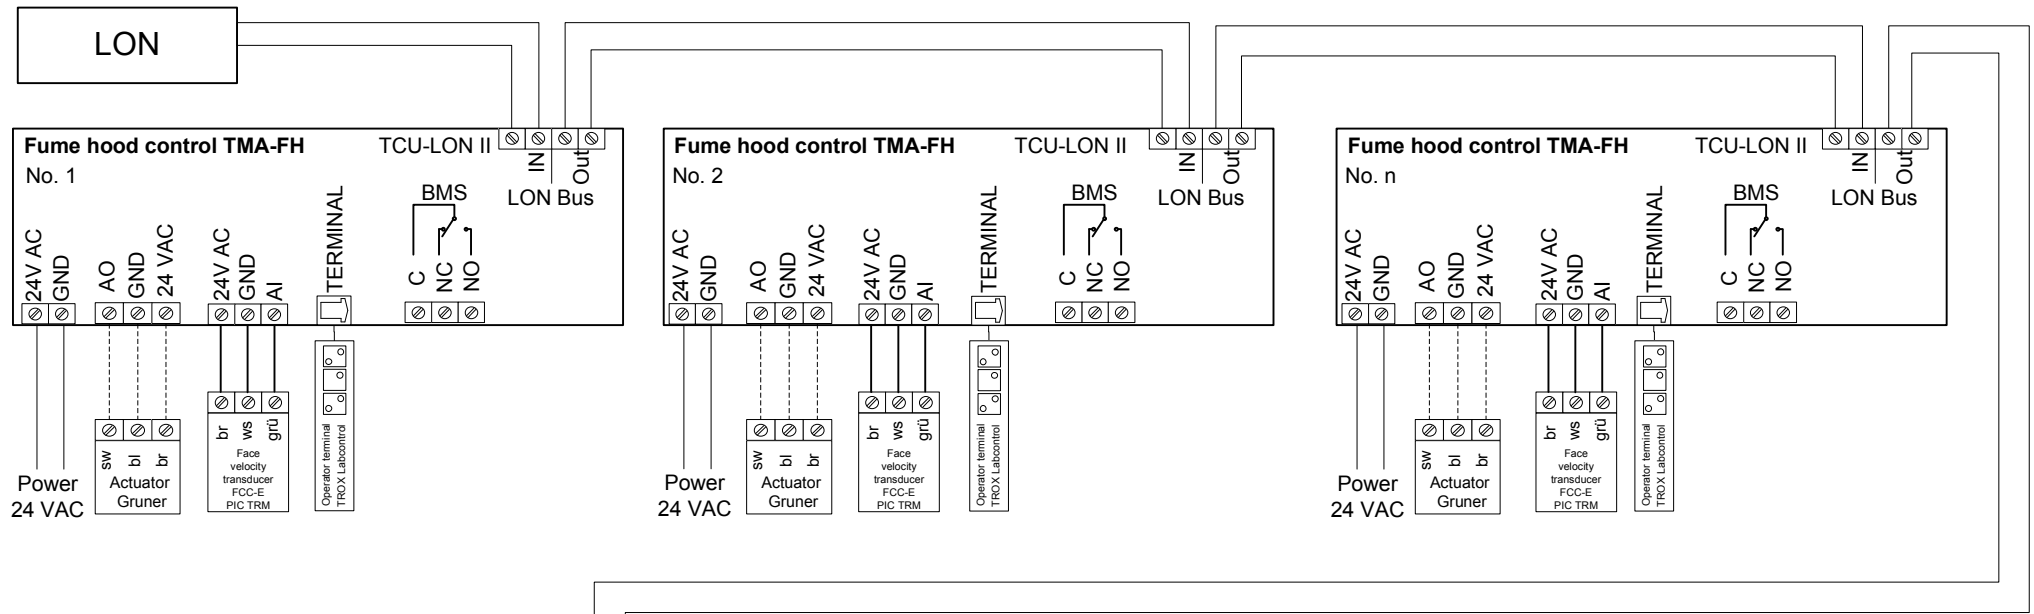 LON
Fume hood control TMA-FH
TCU-LON II
No. 1
IN
Out
LON Bus
BMS
24V AC
GND
AO
GND
24 VAC
24V AC
GND
AI
TERMINAL
C
NC
NO
Power
24 VAC
sw
bl
br
Actuator
Gruner
br
ws
grü
Face
velocity
transducer
FCC-E
PIC TRM
Operator terminal
TROX Labcontrol
Fume hood control TMA-FH
TCU-LON II
No. 2
IN
Out
LON Bus
BMS
24V AC
GND
AO
GND
24 VAC
24V AC
GND
AI
TERMINAL
C
NC
NO
Power
24 VAC
sw
bl
br
Actuator
Gruner
br
ws
grü
Face
velocity
transducer
FCC-E
PIC TRM
Operator terminal
TROX Labcontrol
Fume hood control TMA-FH
TCU-LON II
No. n
IN
Out
LON Bus
BMS
24V AC
GND
AO
GND
24 VAC
24V AC
GND
AI
TERMINAL
C
NC
NO
Power
24 VAC
sw
bl
br
Actuator
Gruner
br
ws
grü
Face
velocity
transducer
FCC-E
PIC TRM
Operator terminal
TROX Labcontrol